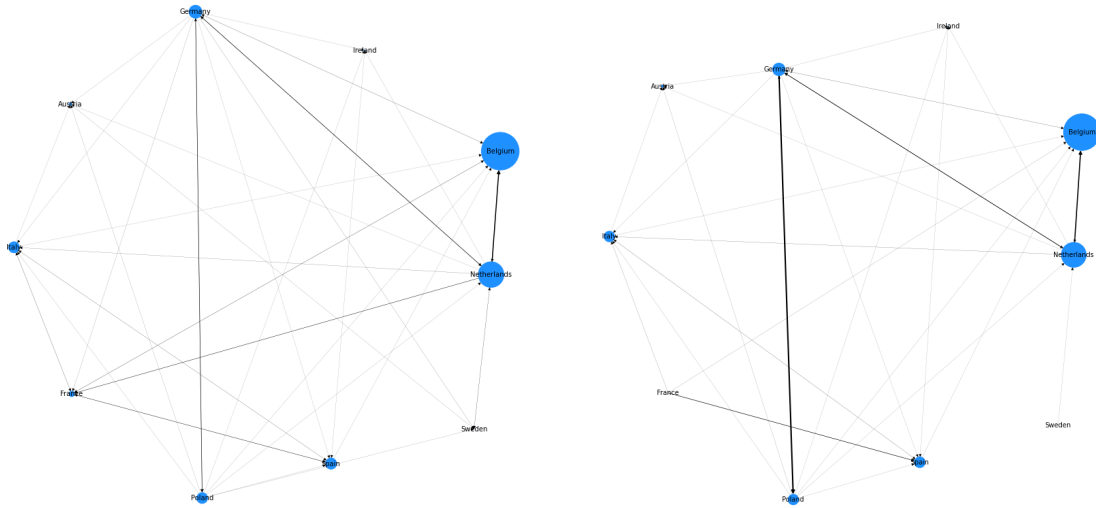 Germany
Ireland
Austria
Belgium
Italy
Netherlands
France
Sweden
Spain
Poland
Ireland
Germany
Austria
Belgium
Italy
Netherlands
France
Sweden
Spain
Poland